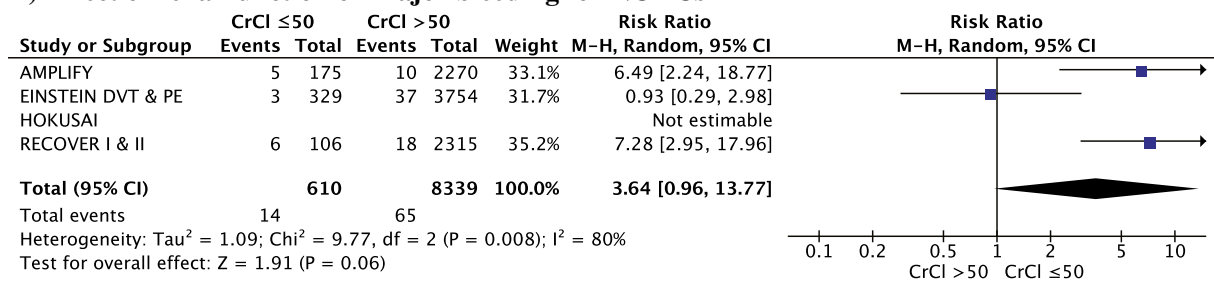 CrCl ≤50 CrCl >50 Risk Ratio Risk Ratio
Study or Subgroup Events Total Events Total Weight M-H, Random, 95% CI M-H, Random, 95% CI
AMPLIFY 5 175 10 2270 33.1% 6.49 [2.24, 18.77]
EINSTEIN DVT & PE 3 329 37 3754 31.7% 0.93 [0.29, 2.98]
HOKUSAI Not estimable
RECOVER I & II 6 106 18 2315 35.2% 7.28 [2.95, 17.96]
Total (95% CI) 610 8339 100.0% 3.64 [0.96, 13.77]
Total events 14 65
Heterogeneity: Tau² = 1.09; Chi² = 9.77, df = 2 (P = 0.008); I² = 80%
Test for overall effect: Z = 1.91 (P = 0.06)
0.1 0.2 0.5 1 2 5 10
CrCl >50 CrCl ≤50